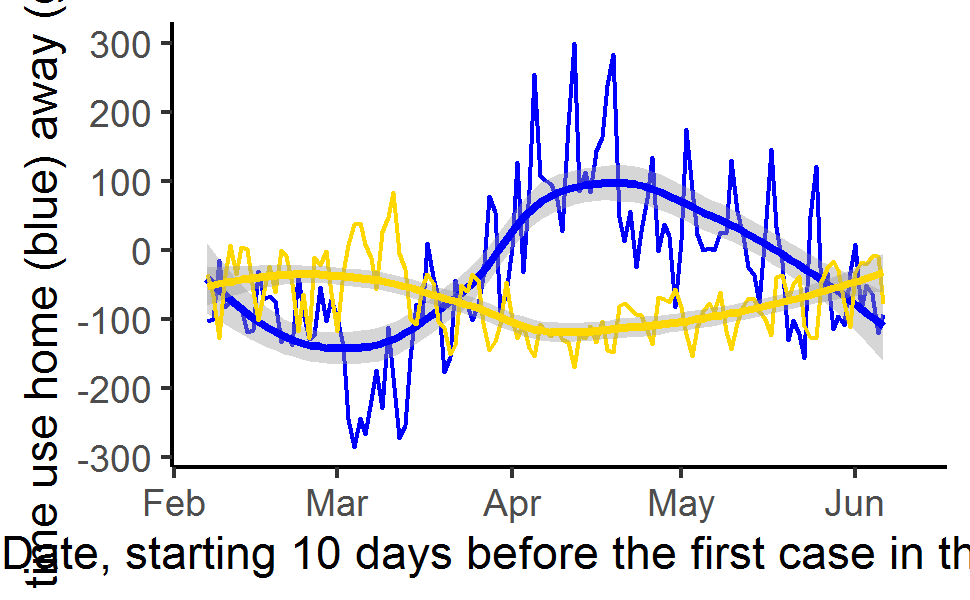 time use home (blue) away (g
300
200
100
0
-100
-200
-300
Feb Mar Apr May Jun
Date, starting 10 days before the first case in th